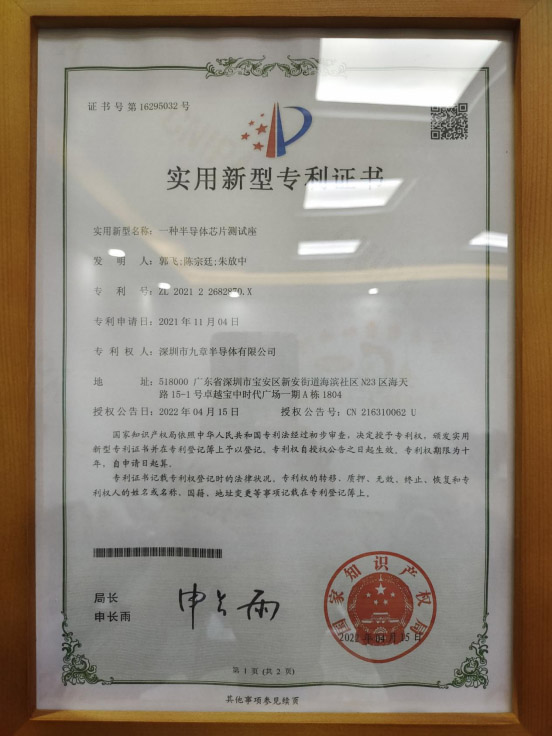 证书号第16295032号
实用新型专利证书
实用新型名称：一种半导体芯片测试座
发明人：郭飞;陈宗廷;朱放中
专利号：ZL 2021 2 2682870.X
专利申请日：2021年11月04日
专利权人：深圳市九章半导体有限公司
地址：518000 广东省深圳市宝安区新安街道海滨社区N23区海天
路15-1号卓越宝中时代广场一期A栋1804
授权公告日：2022年04月15日 授权公告号：CN 216310062 U
国家知识产权局依照中华人民共和国专利法经过初步审查，决定授予专利权，颁发实用
新型专利证书并在专利登记簿上予以登记。专利权自授权公告之日起生效。专利权期限为十
年，自申请日起算。
专利证书记载专利权登记时的法律状况。专利权的转移、质押、无效、终止、恢复和专
利权人的姓名或名称、国籍、地址变更等事项记载在专利登记簿上。
局长
申长雨
申长雨
国家知识产权局
2022年04月15日
第1页(共2页)
其他事项参见续页